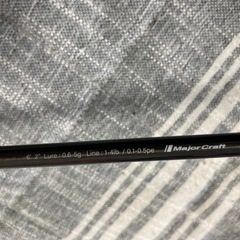 6' 2" Lure : 0.6-5g Line : 1-4lb / 0.1-0.5pe Major Craft